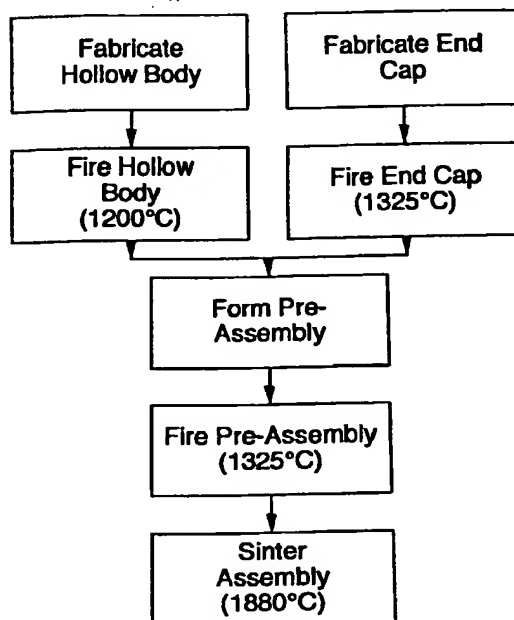 Fabricate
Hollow Body
Fabricate End
Cap
Fire Hollow
Body
(1200°C)
Fire End Cap
(1325°C)
Form Pre-
Assembly
Fire Pre-Assembly
(1325°C)
Sinter
Assembly
(1880°C)